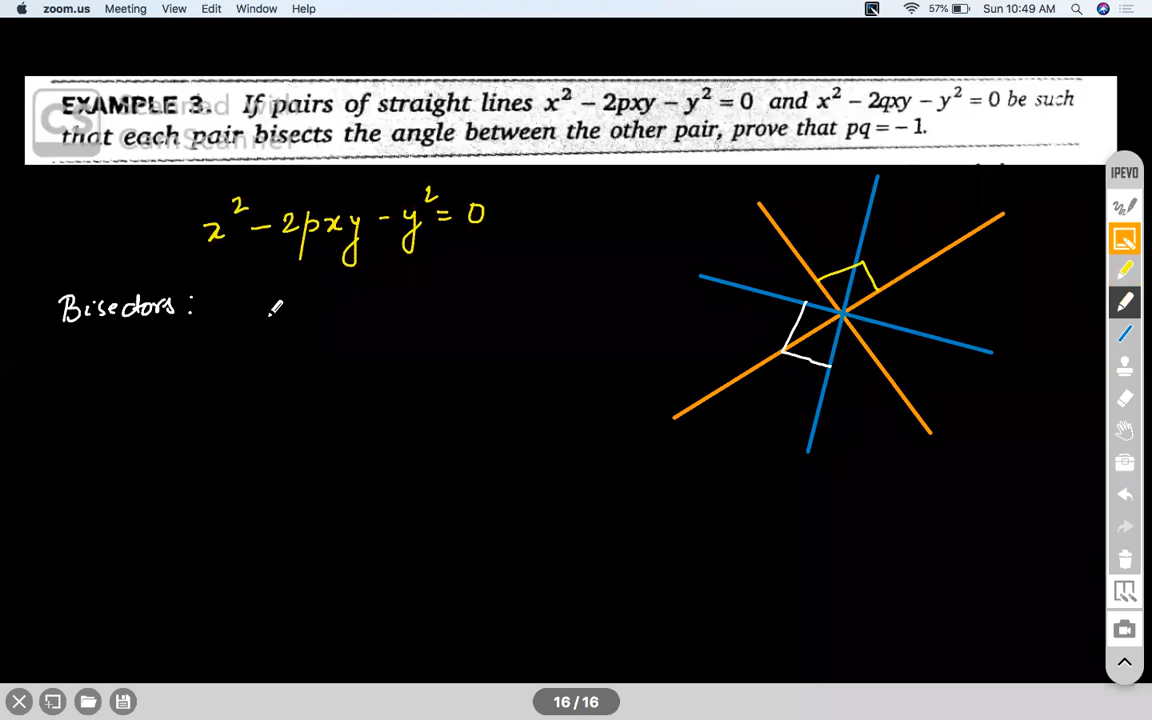 zoom.us Meeting View Edit Window Help 57% Sun 10:49 AM
EXAMPLE 3. If pairs of straight lines x² − 2pxy − y² = 0 and x² − 2qxy − y² = 0 be such
that each pair bisects the angle between the other pair, prove that pq = − 1.
CS
IPEVO
x² − 2pxy − y² = 0
Bisectors :
16 / 16